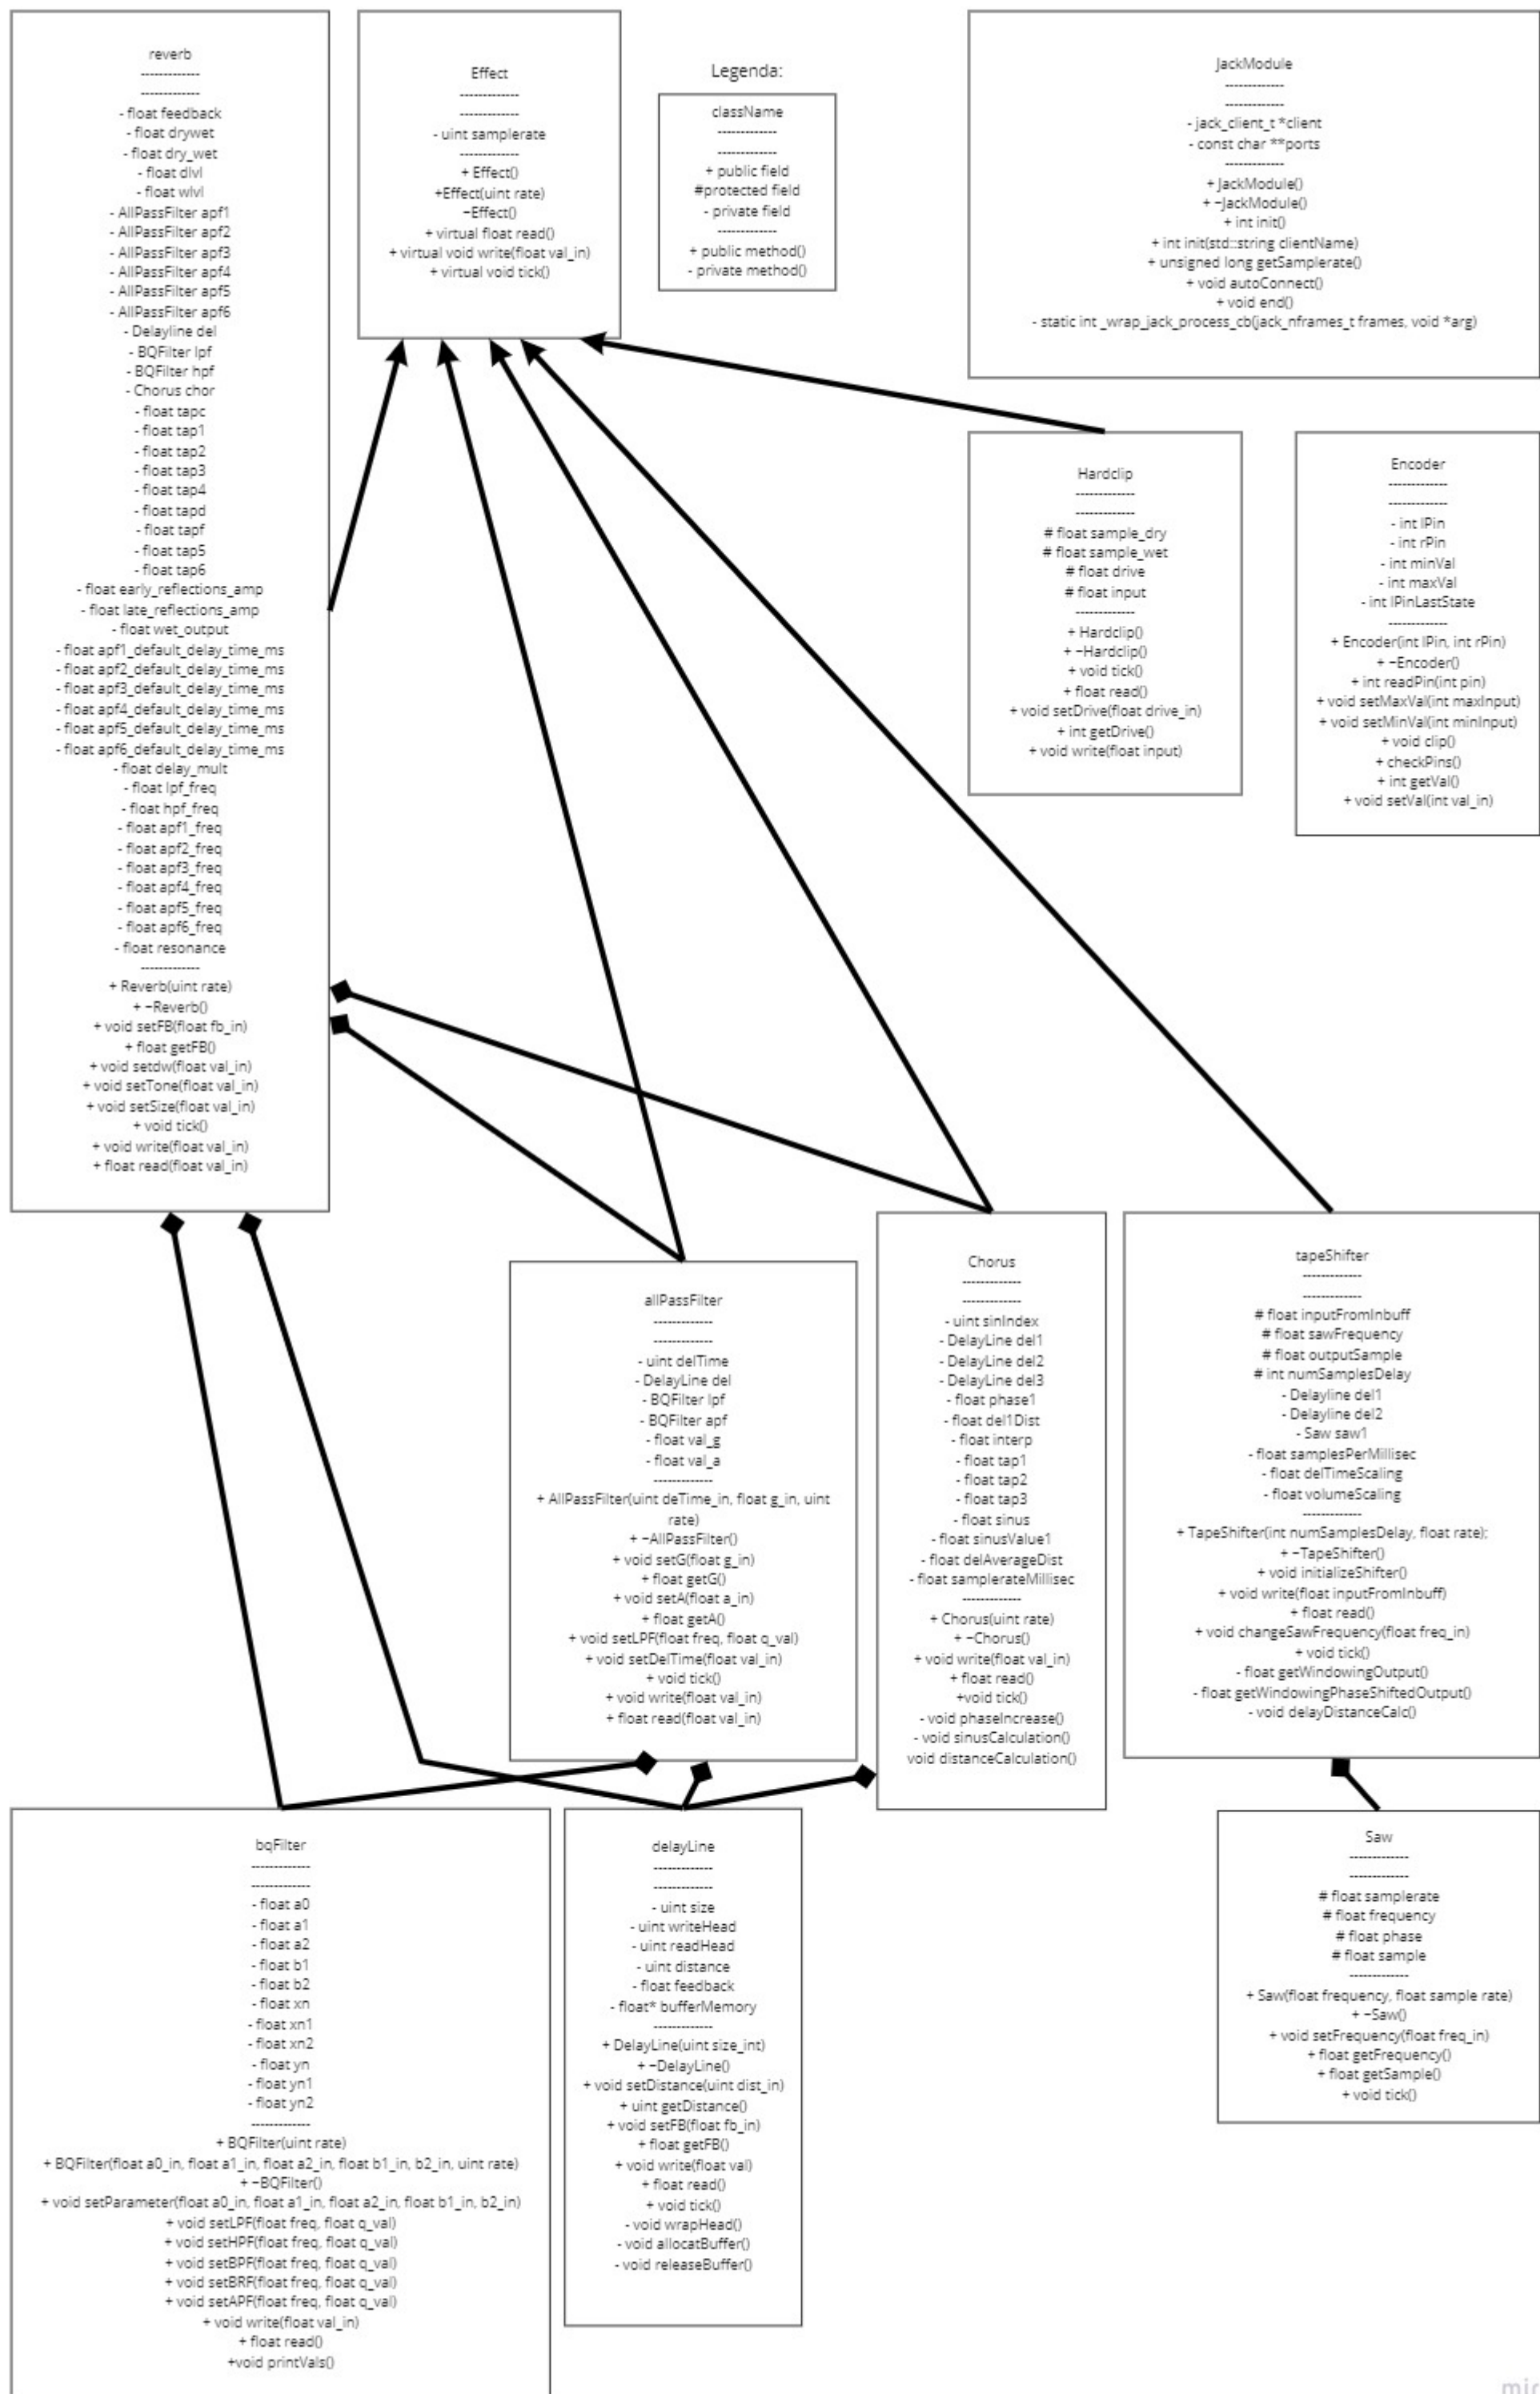 reverb
-------------
-------------
- float feedback
- float drywet
- float dry_wet
- float dlvl
- float wlvl
- AllPassFilter apf1
- AllPassFilter apf2
- AllPassFilter apf3
- AllPassFilter apf4
- AllPassFilter apf5
- AllPassFilter apf6
- Delayline del
- BQFilter lpf
- BQFilter hpf
- Chorus chor
- float tapc
- float tap1
- float tap2
- float tap3
- float tap4
- float tapd
- float tapf
- float tap5
- float tap6
- float early_reflections_amp
- float late_reflections_amp
- float wet_output
- float apf1_default_delay_time_ms
- float apf2_default_delay_time_ms
- float apf3_default_delay_time_ms
- float apf4_default_delay_time_ms
- float apf5_default_delay_time_ms
- float apf6_default_delay_time_ms
- float delay_mult
- float lpf_freq
- float hpf_freq
- float apf1_freq
- float apf2_freq
- float apf3_freq
- float apf4_freq
- float apf5_freq
- float apf6_freq
- float resonance
-------------
+ Reverb(uint rate)
+ ~Reverb()
+ void setFB(float fb_in)
+ float getFB()
+ void setdw(float val_in)
+ void setTone(float val_in)
+ void setSize(float val_in)
+ void tick()
+ void write(float val_in)
+ float read(float val_in)
Effect
-------------
-------------
- uint samplerate
-------------
+ Effect()
+Effect(uint rate)
~Effect()
+ virtual float read()
+ virtual void write(float val_in)
+ virtual void tick()
Legenda:
className
-------------
-------------
+ public field
#protected field
- private field
-------------
+ public method()
- private method()
JackModule
-------------
-------------
- jack_client_t *client
- const char **ports
-------------
+ JackModule()
+ ~JackModule()
+ int init()
+ int init(std::string clientName)
+ unsigned long getSamplerate()
+ void autoConnect()
+ void end()
- static int _wrap_jack_process_cb(jack_nframes_t frames, void *arg)
Hardclip
-------------
-------------
# float sample_dry
# float sample_wet
# float drive
# float input
-------------
+ Hardclip()
+ ~Hardclip()
+ void tick()
+ float read()
+ void setDrive(float drive_in)
+ int getDrive()
+ void write(float input)
Encoder
-------------
-------------
- int lPin
- int rPin
- int minVal
- int maxVal
- int lPinLastState
-------------
+ Encoder(int lPin, int rPin)
+ ~Encoder()
+ int readPin(int pin)
+ void setMaxVal(int maxInput)
+ void setMinVal(int minInput)
+ void clip()
+ checkPins()
+ int getVal()
+ void setVal(int val_in)
allPassFilter
-------------
-------------
- uint delTime
- DelayLine del
- BQFilter lpf
- BQFilter apf
- float val_g
- float val_a
-------------
+ AllPassFilter(uint deTime_in, float g_in, uint
rate)
+ ~AllPassFilter()
+ void setG(float g_in)
+ float getG()
+ void setA(float a_in)
+ float getA()
+ void setLPF(float freq, float q_val)
+ void setDelTime(float val_in)
+ void tick()
+ void write(float val_in)
+ float read(float val_in)
Chorus
-------------
-------------
- uint sinIndex
- DelayLine del1
- DelayLine del2
- DelayLine del3
- float phase1
- float del1Dist
- float interp
- float tap1
- float tap2
- float tap3
- float sinus
- float sinusValue1
- float delAverageDist
- float samplerateMillisec
-------------
+ Chorus(uint rate)
+ ~Chorus()
+ void write(float val_in)
+ float read()
+void tick()
- void phaseIncrease()
- void sinusCalculation()
void distanceCalculation()
tapeShifter
-------------
-------------
# float inputFromInbuff
# float sawFrequency
# float outputSample
# int numSamplesDelay
- Delayline del1
- Delayline del2
- Saw saw1
- float samplesPerMillisec
- float delTimeScaling
- float volumeScaling
-------------
+ TapeShifter(int numSamplesDelay, float rate);
+ ~TapeShifter()
+ void initializeShifter()
+ void write(float inputFromInbuff)
+ float read()
+ void changeSawFrequency(float freq_in)
+ void tick()
- float getWindowingOutput()
- float getWindowingPhaseShiftedOutput()
- void delayDistanceCalc()
bqFilter
-------------
-------------
- float a0
- float a1
- float a2
- float b1
- float b2
- float xn
- float xn1
- float xn2
- float yn
- float yn1
- float yn2
-------------
+ BQFilter(uint rate)
+ BQFilter(float a0_in, float a1_in, float a2_in, float b1_in, b2_in, uint rate)
+ ~BQFilter()
+ void setParameter(float a0_in, float a1_in, float a2_in, float b1_in, b2_in)
+ void setLPF(float freq, float q_val)
+ void setHPF(float freq, float q_val)
+ void setBPF(float freq, float q_val)
+ void setBRF(float freq, float q_val)
+ void setAPF(float freq, float q_val)
+ void write(float val_in)
+ float read()
+void printVals()
delayLine
-------------
-------------
- uint size
- uint writeHead
- uint readHead
- uint distance
- float feedback
- float* bufferMemory
-------------
+ DelayLine(uint size_int)
+ ~DelayLine()
+ void setDistance(uint dist_in)
+ uint getDistance()
+ void setFB(float fb_in)
+ float getFB()
+ void write(float val)
+ float read()
+ void tick()
- void wrapHead()
- void allocatBuffer()
- void releaseBuffer()
Saw
-------------
-------------
# float samplerate
# float frequency
# float phase
# float sample
-------------
+ Saw(float frequency, float sample rate)
+ ~Saw()
+ void setFrequency(float freq_in)
+ float getFrequency()
+ float getSample()
+ void tick()